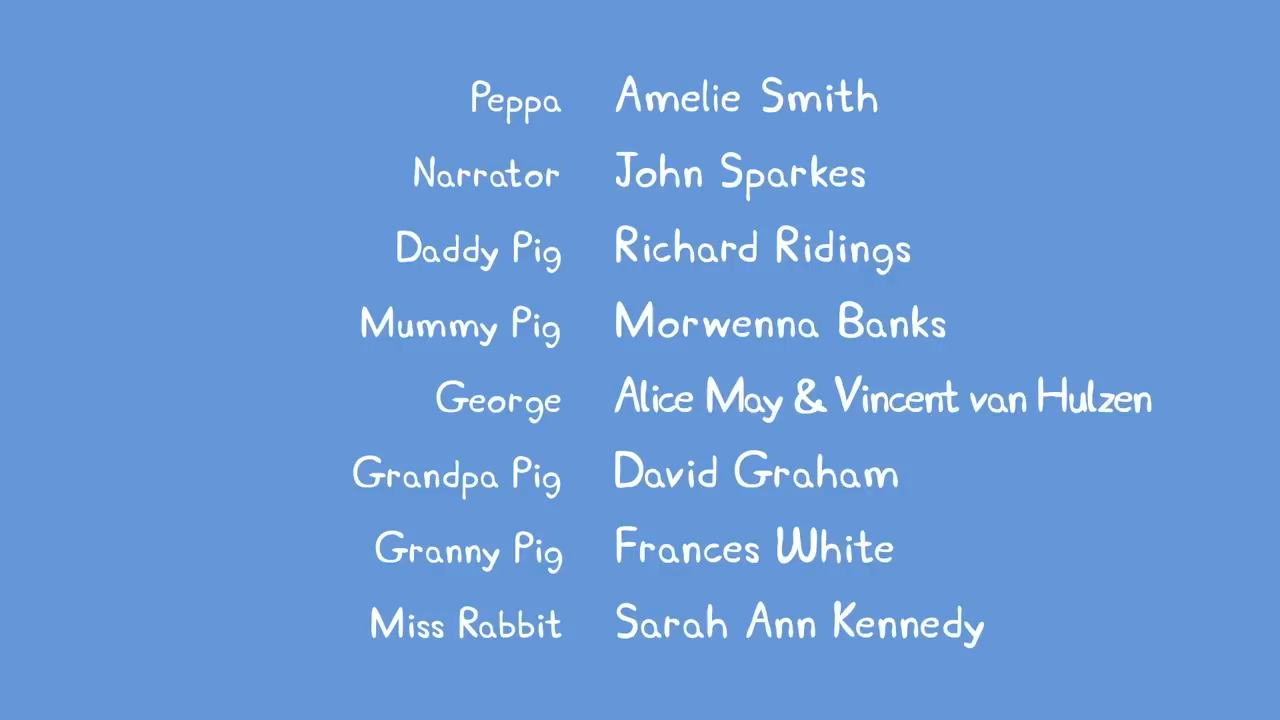 Peppa Amelie Smith
Narrator John Sparkes
Daddy Pig Richard Ridings
Mummy Pig Morwenna Banks
George Alice May & Vincent van Hulzen
Grandpa Pig David Graham
Granny Pig Frances White
Miss Rabbit Sarah Ann Kennedy